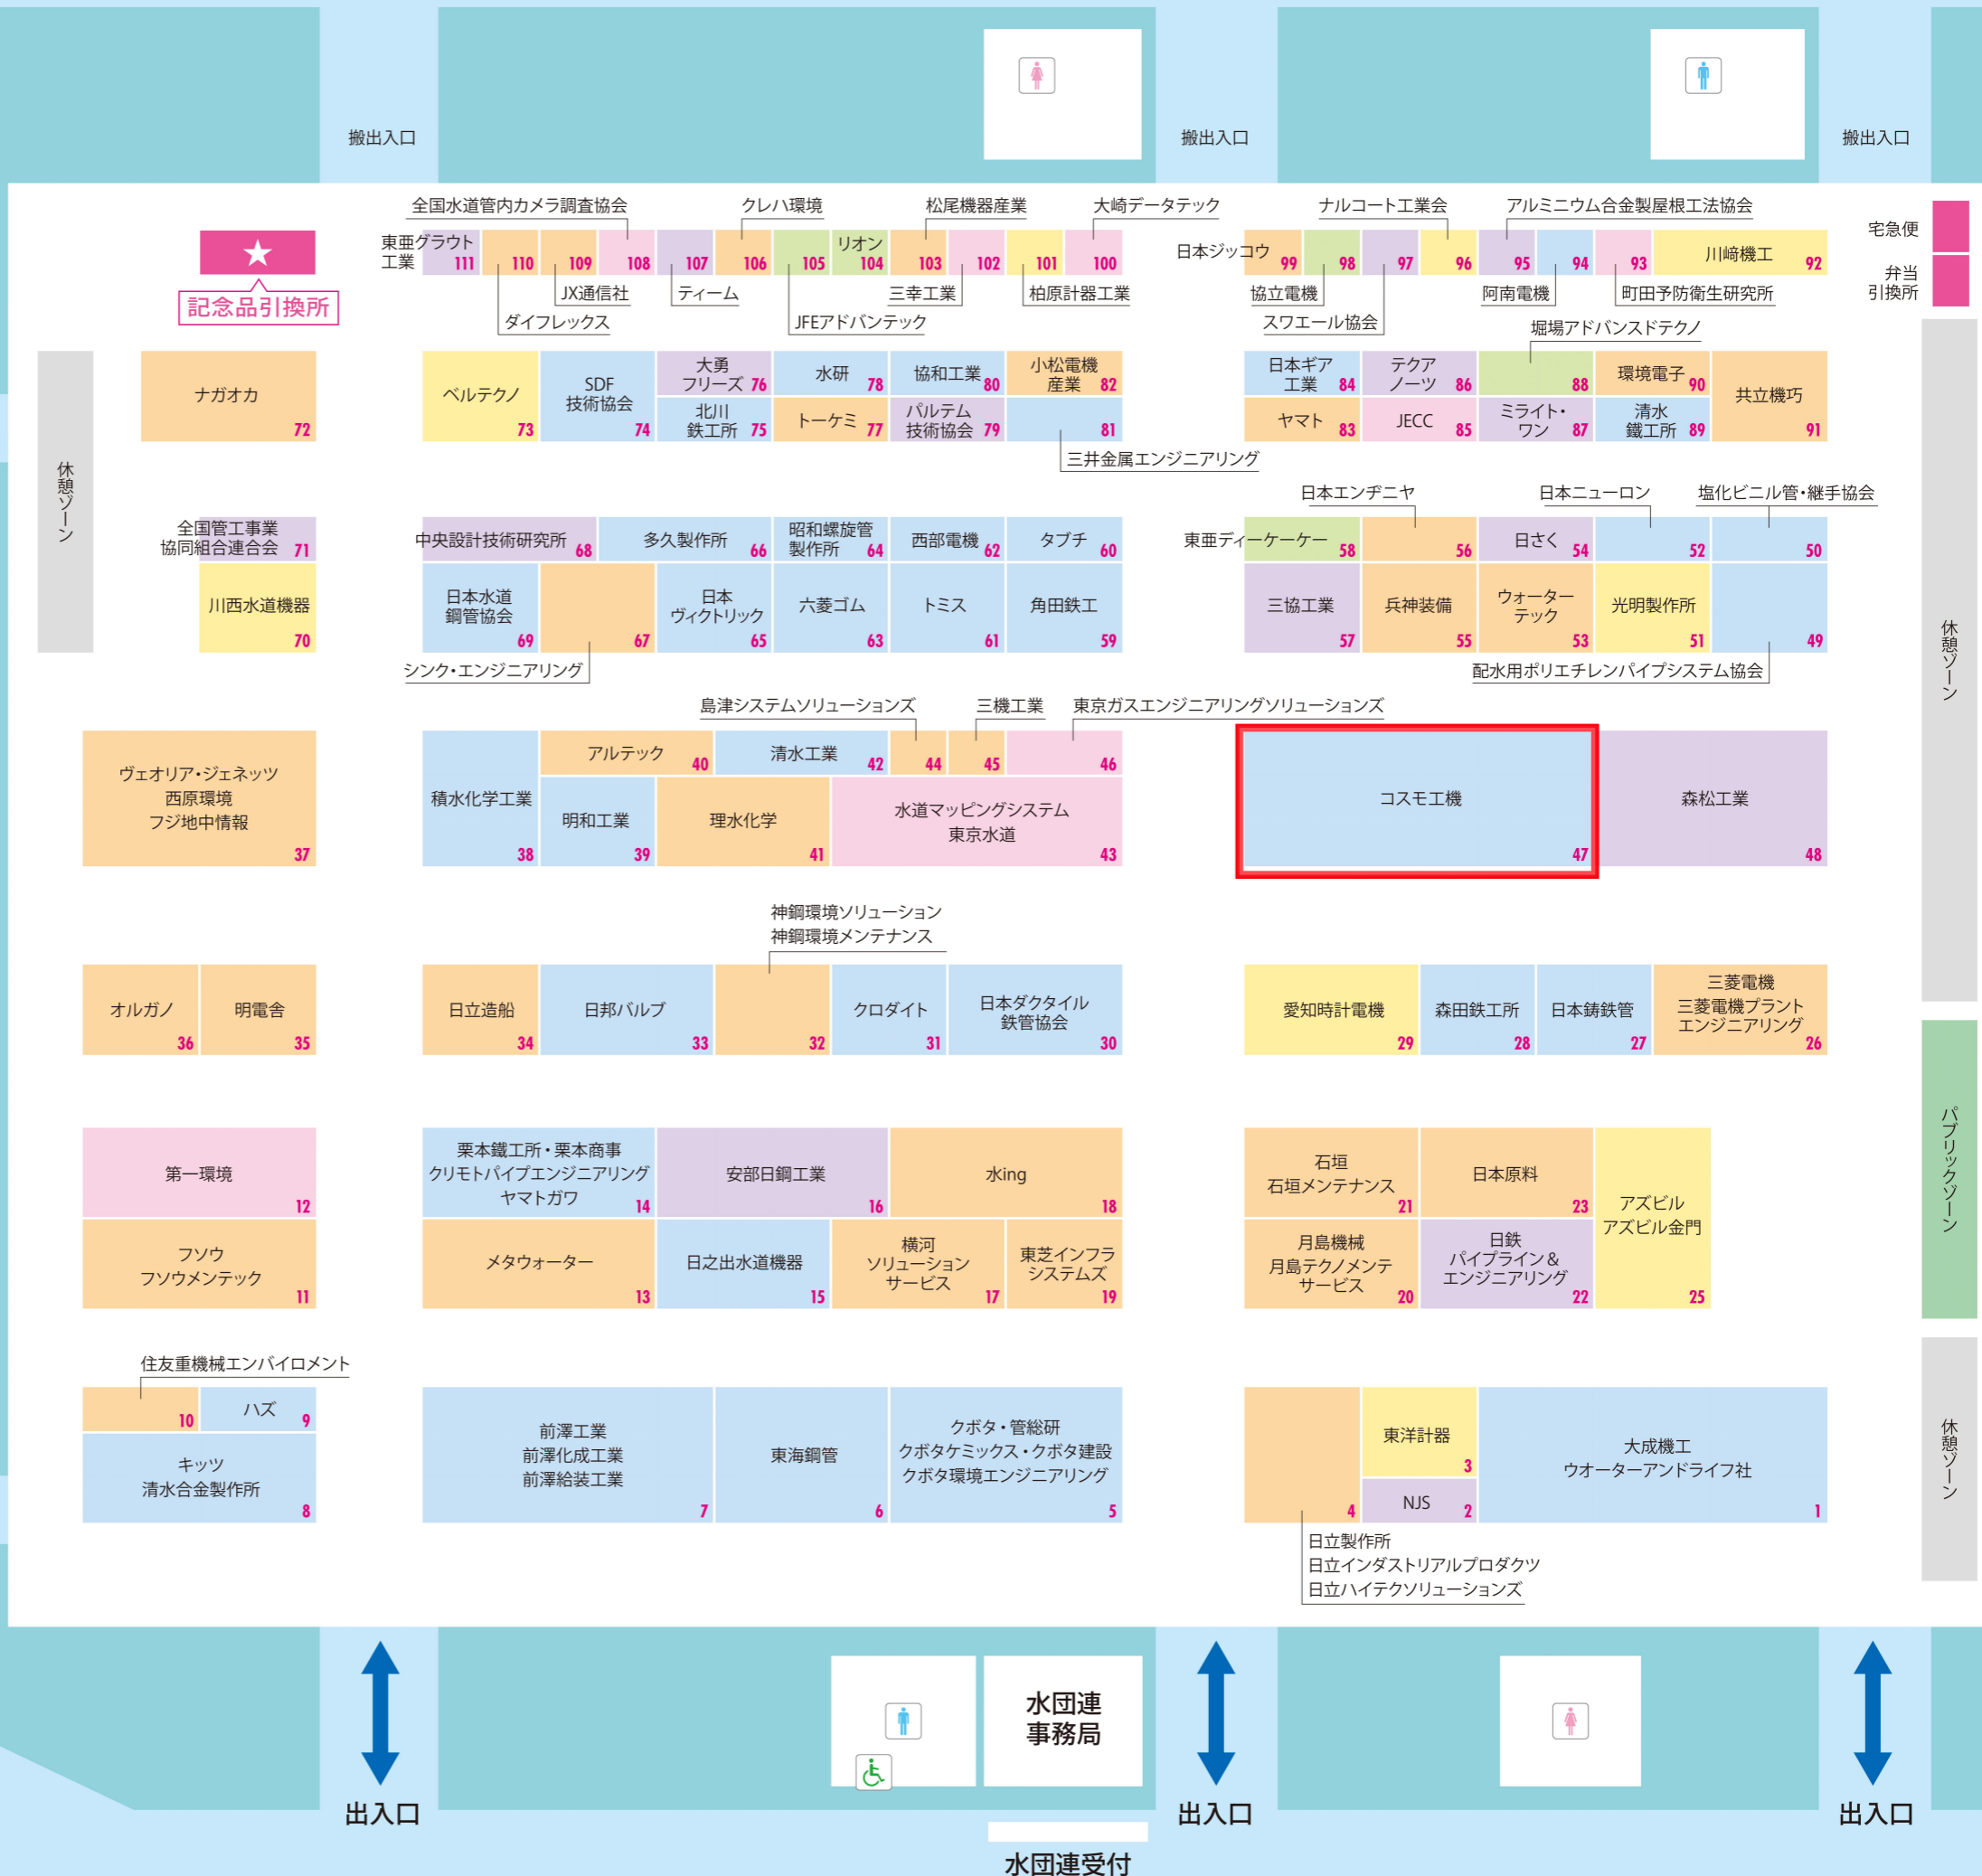 搬出入口
搬出入口
搬出入口
全国水道管内カメラ調査協会
クレハ環境
松尾機器産業
大崎データテック
ナルコート工業会
アルミニウム合金製屋根工法協会
宅急便
東亜グラウト
工業
111
110
109
108
107
106
105
リオン
104
103
102
101
100
日本ジッコウ
99
98
97
96
95
94
93
川﨑機工
92
弁当
引換所
記念品引換所
JX通信社
ティーム
三幸工業
柏原計器工業
協立電機
阿南電機
町田予防衛生研究所
ダイフレックス
JFEアドバンテック
スワエール協会
堀場アドバンスドテクノ
休憩ゾーン
ナガオカ
72
ベルテクノ
73
SDF
技術協会
74
大勇
フリーズ 76
水研 78
協和工業 80
小松電機
産業 82
北川
鉄工所 75
トーケミ 77
パルテム
技術協会 79
81
三井金属エンジニアリング
日本ギア
工業 84
テクア
ノーツ 86
88
環境電子 90
共立機巧
91
ヤマト 83
JECC 85
ミライト・
ワン 87
清水
鐵工所 89
休憩ゾーン
日本エンヂニヤ
日本ニューロン
塩化ビニル管・継手協会
全国管工事業
協同組合連合会 71
川西水道機器
70
中央設計技術研究所 68
多久製作所 66
昭和螺旋管
製作所 64
西部電機 62
タブチ 60
東亜ディーケーケー 58
56
日さく 54
52
50
日本水道
鋼管協会
69
67
日本
ヴィクトリック
65
六菱ゴム
63
トミス
61
角田鉄工
59
三協工業
57
兵神装備
55
ウォーター
テック
53
光明製作所
51
49
シンク・エンジニアリング
配水用ポリエチレンパイプシステム協会
島津システムソリューションズ
三機工業
東京ガスエンジニアリングソリューションズ
ヴェオリア・ジェネッツ
西原環境
フジ地中情報
37
積水化学工業
38
アルテック 40
清水工業 42
44
45
46
明和工業
39
理水化学
41
水道マッピングシステム
東京水道
43
コスモ工機
47
森松工業
48
神鋼環境ソリューション
神鋼環境メンテナンス
オルガノ
36
明電舎
35
日立造船
34
日邦バルブ
33
32
クロダイト
31
日本ダクタイル
鉄管協会
30
愛知時計電機
29
森田鉄工所
28
日本鋳鉄管
27
三菱電機
三菱電機プラント
エンジニアリング
26
パブリックゾーン
第一環境
12
栗本鐵工所・栗本商事
クリモトパイプエンジニアリング
ヤマトガワ
14
安部日鋼工業
16
水ing
18
石垣
石垣メンテナンス
21
日本原料
23
アズビル
アズビル金門
25
フソウ
フソウメンテック
11
メタウォーター
13
日之出水道機器
15
横河
ソリューション
サービス
17
東芝インフラ
システムズ
19
月島機械
月島テクノメンテ
サービス
20
日鉄
パイプライン&
エンジニアリング
22
住友重機械エンバイロメント
10
ハズ 9
キッツ
清水合金製作所
8
前澤工業
前澤化成工業
前澤給装工業
7
東海鋼管
6
クボタ・管総研
クボタケミックス・クボタ建設
クボタ環境エンジニアリング
5
4
東洋計器
3
NJS 2
大成機工
ウオーターアンドライフ社
1
休憩ゾーン
日立製作所
日立インダストリアルプロダクツ
日立ハイテクソリューションズ
水団連
事務局
出入口
出入口
出入口
水団連受付